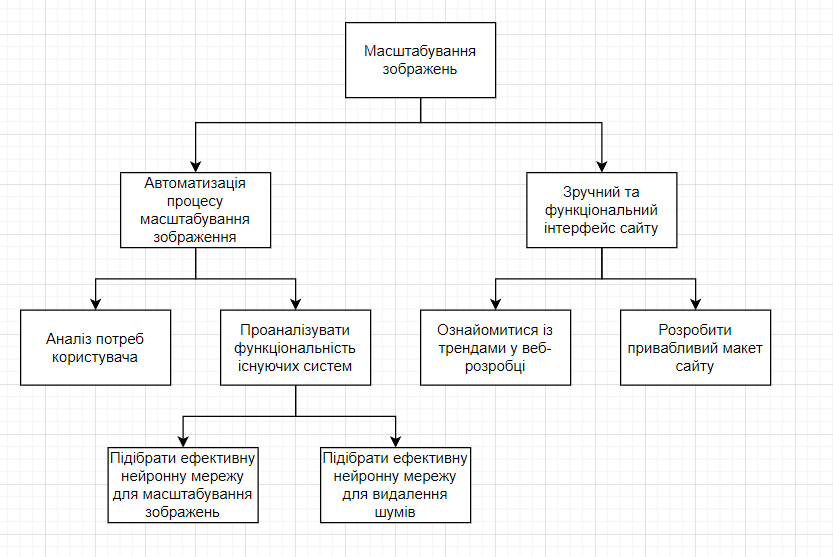 Масштабування
зображень
Автоматизація
процесу
масштабування
зображення
Зручний та
функціональний
інтерфейс сайту
Аналіз потреб
користувача
Проаналізувати
функціональність
існуючих систем
Ознайомитися із
трендами у веб-
розробці
Розробити
привабливий макет
сайту
Підібрати ефективну
нейронну мережу
для масштабування
зображень
Підібрати ефективну
нейронну мережу
для видалення
шумів